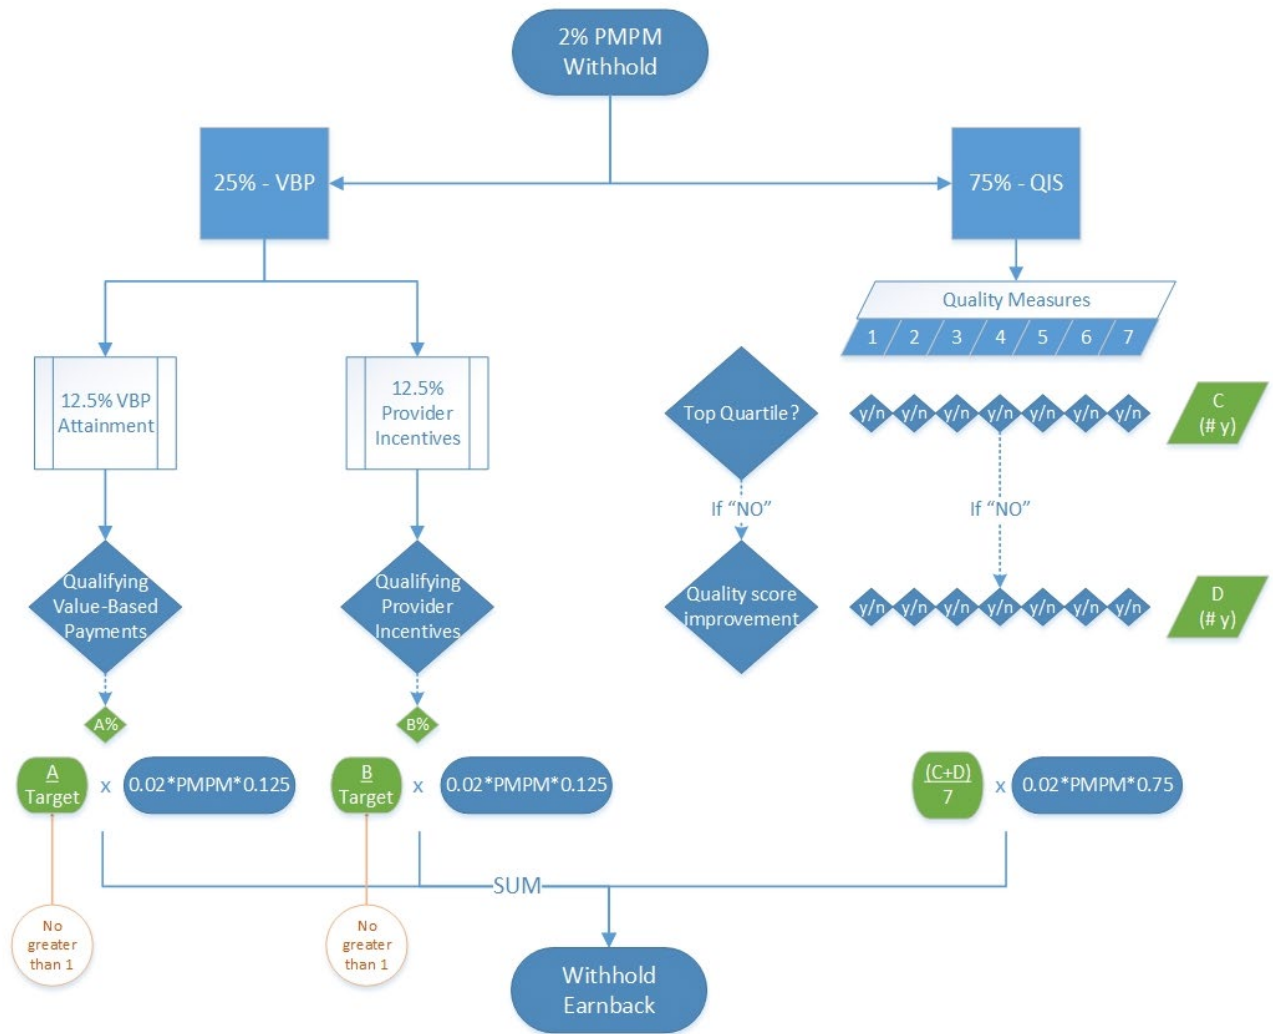 2% PMPM
Withhold
25% - VBP
75% - QIS
Quality Measures
1 2 3 4 5 6 7
12.5% VBP
Attainment
12.5%
Provider
Incentives
Top Quartile?
y/n y/n y/n y/n y/n y/n y/n
C
(# y)
If “NO”
If “NO”
Qualifying
Value-Based
Payments
Qualifying
Provider
Incentives
Quality score
improvement
y/n y/n y/n y/n y/n y/n y/n
D
(# y)
A%
B%
A
Target
x
0.02*PMPM*0.125
B
Target
x
0.02*PMPM*0.125
(C+D)
7
x
0.02*PMPM*0.75
SUM
No
greater
than 1
No
greater
than 1
Withhold
Earnback